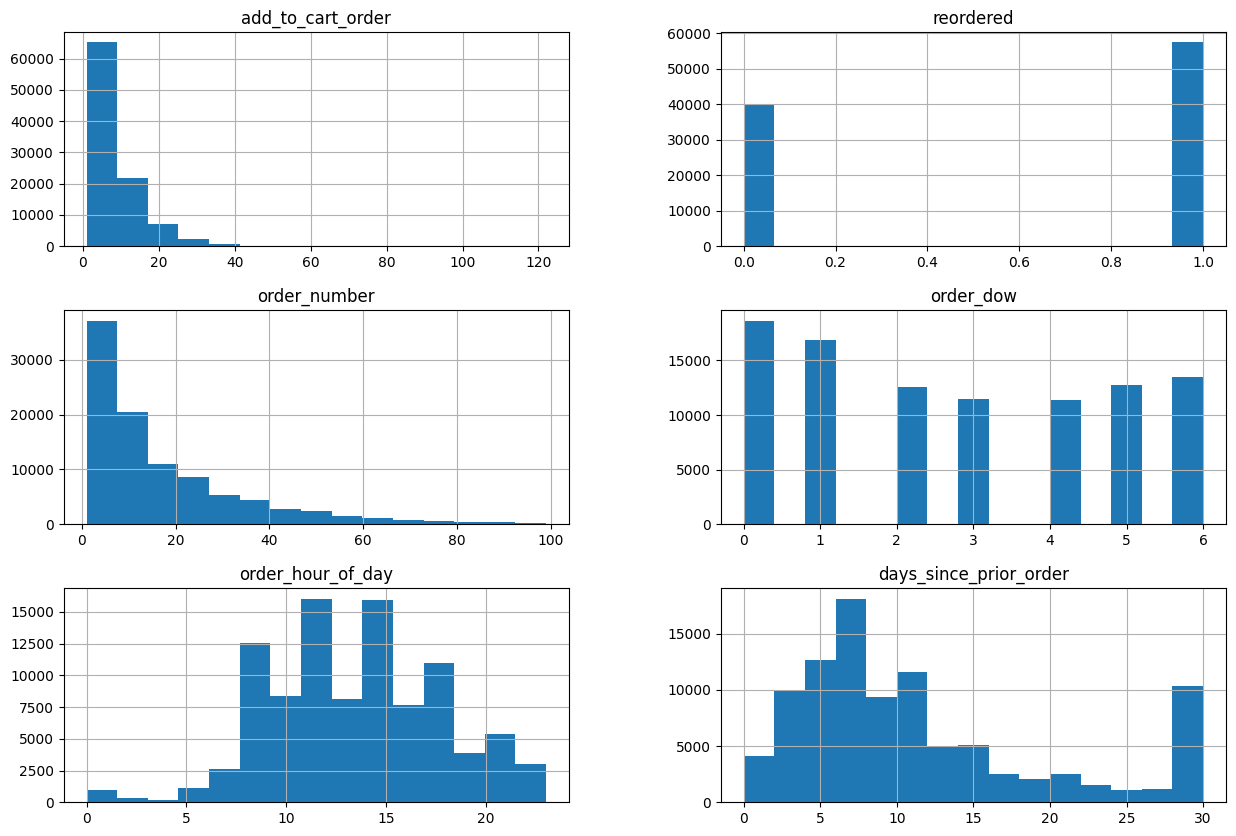 add_to_cart_order
60000
50000
40000
30000
20000
10000
0
0 20 40 60 80 100 120
reordered
60000
50000
40000
30000
20000
10000
0
0.0 0.2 0.4 0.6 0.8 1.0
order_number
30000
20000
10000
0
0 20 40 60 80 100
order_dow
15000
10000
5000
0
0 1 2 3 4 5 6
order_hour_of_day
15000
12500
10000
7500
5000
2500
0
0 5 10 15 20
days_since_prior_order
15000
10000
5000
0
0 5 10 15 20 25 30